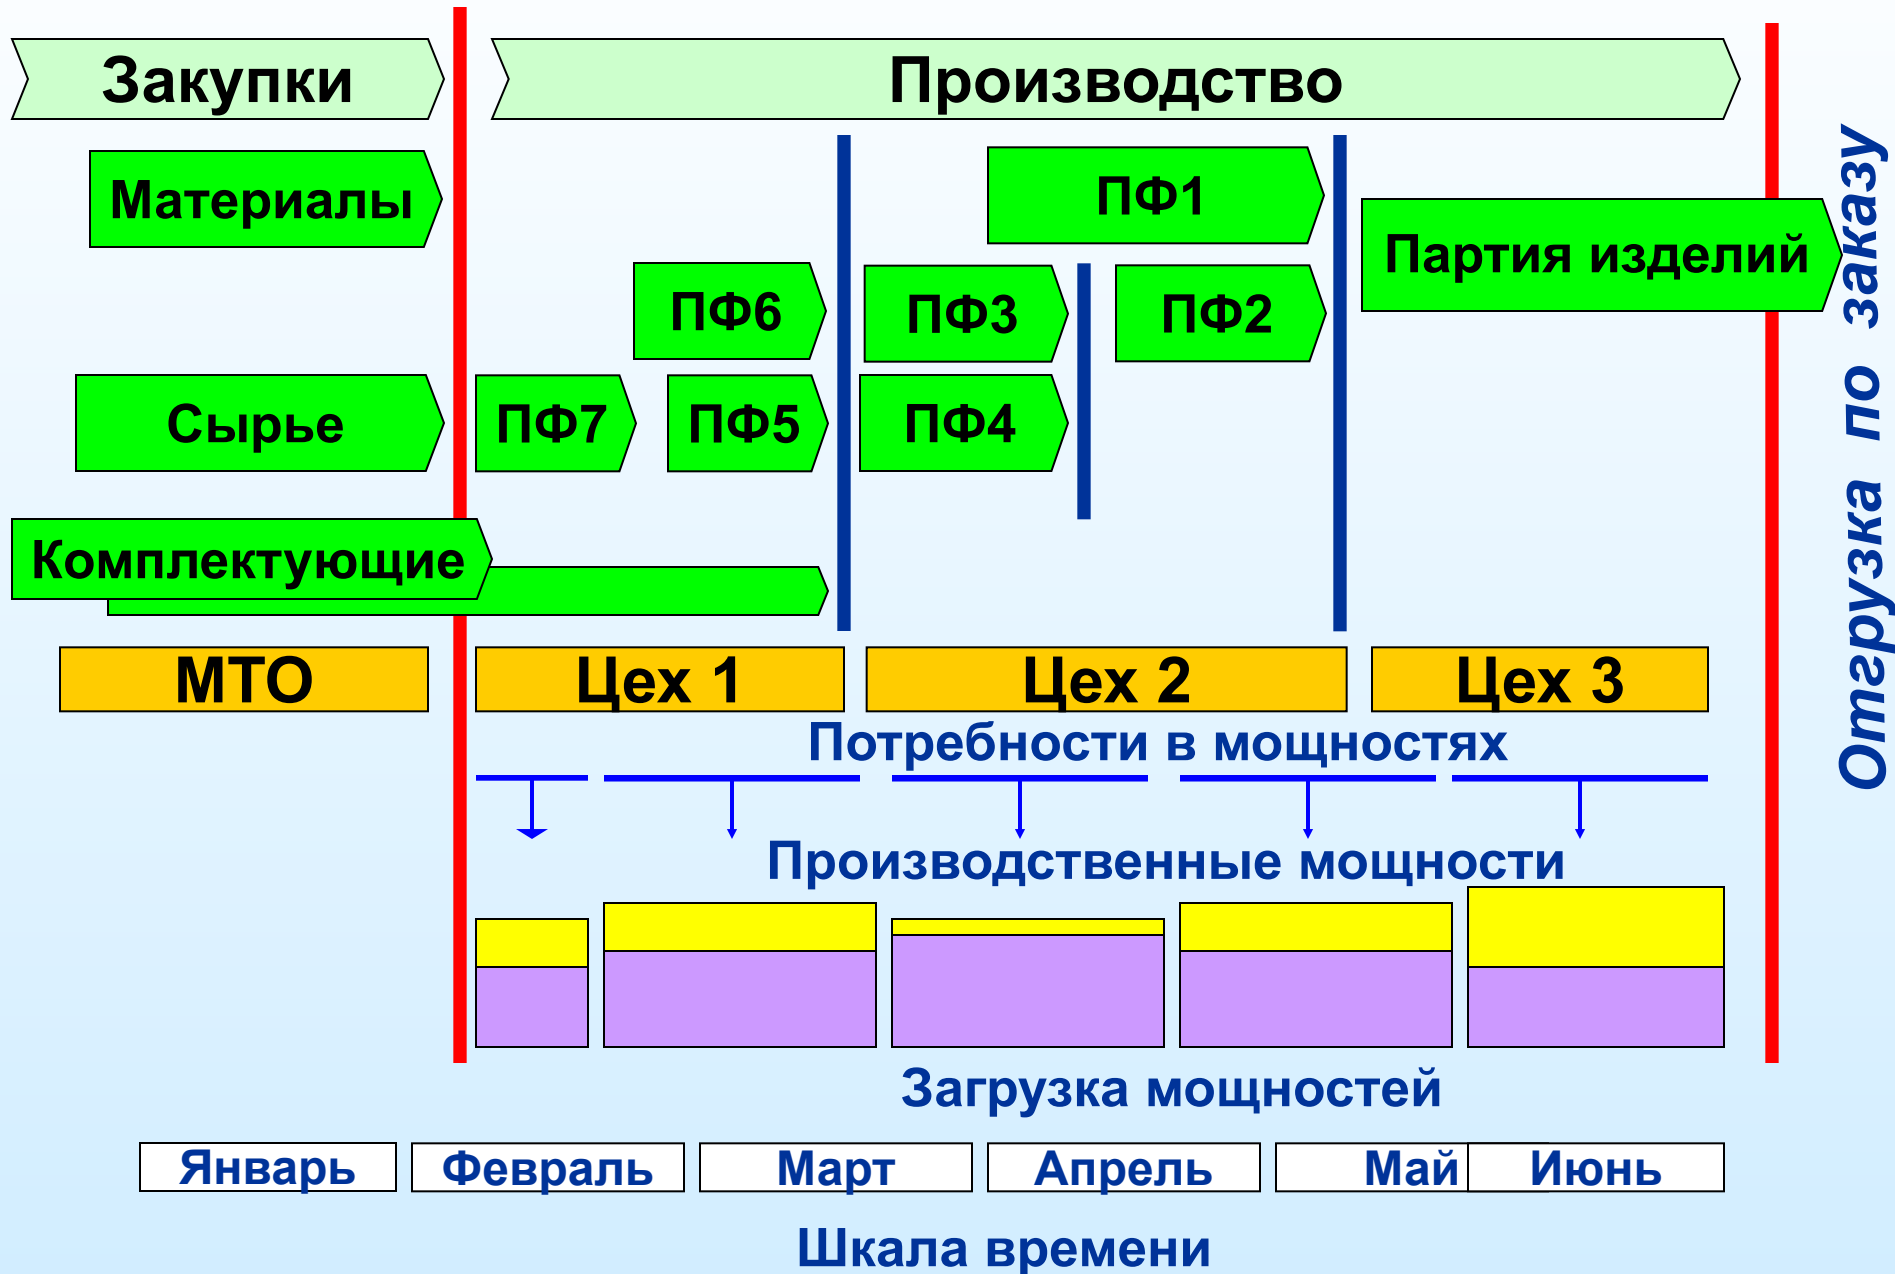 Закупки
Производство
Материалы
ПФ1
Партия изделий
ПФ6
ПФ3
ПФ2
Сырье
ПФ7
ПФ5
ПФ4
Комплектующие
Отгрузка по заказу
МТО
Цех 1
Цех 2
Цех 3
Потребности в мощностях
Производственные мощности
Загрузка мощностей
Январь
Февраль
Март
Апрель
Май
Июнь
Шкала времени